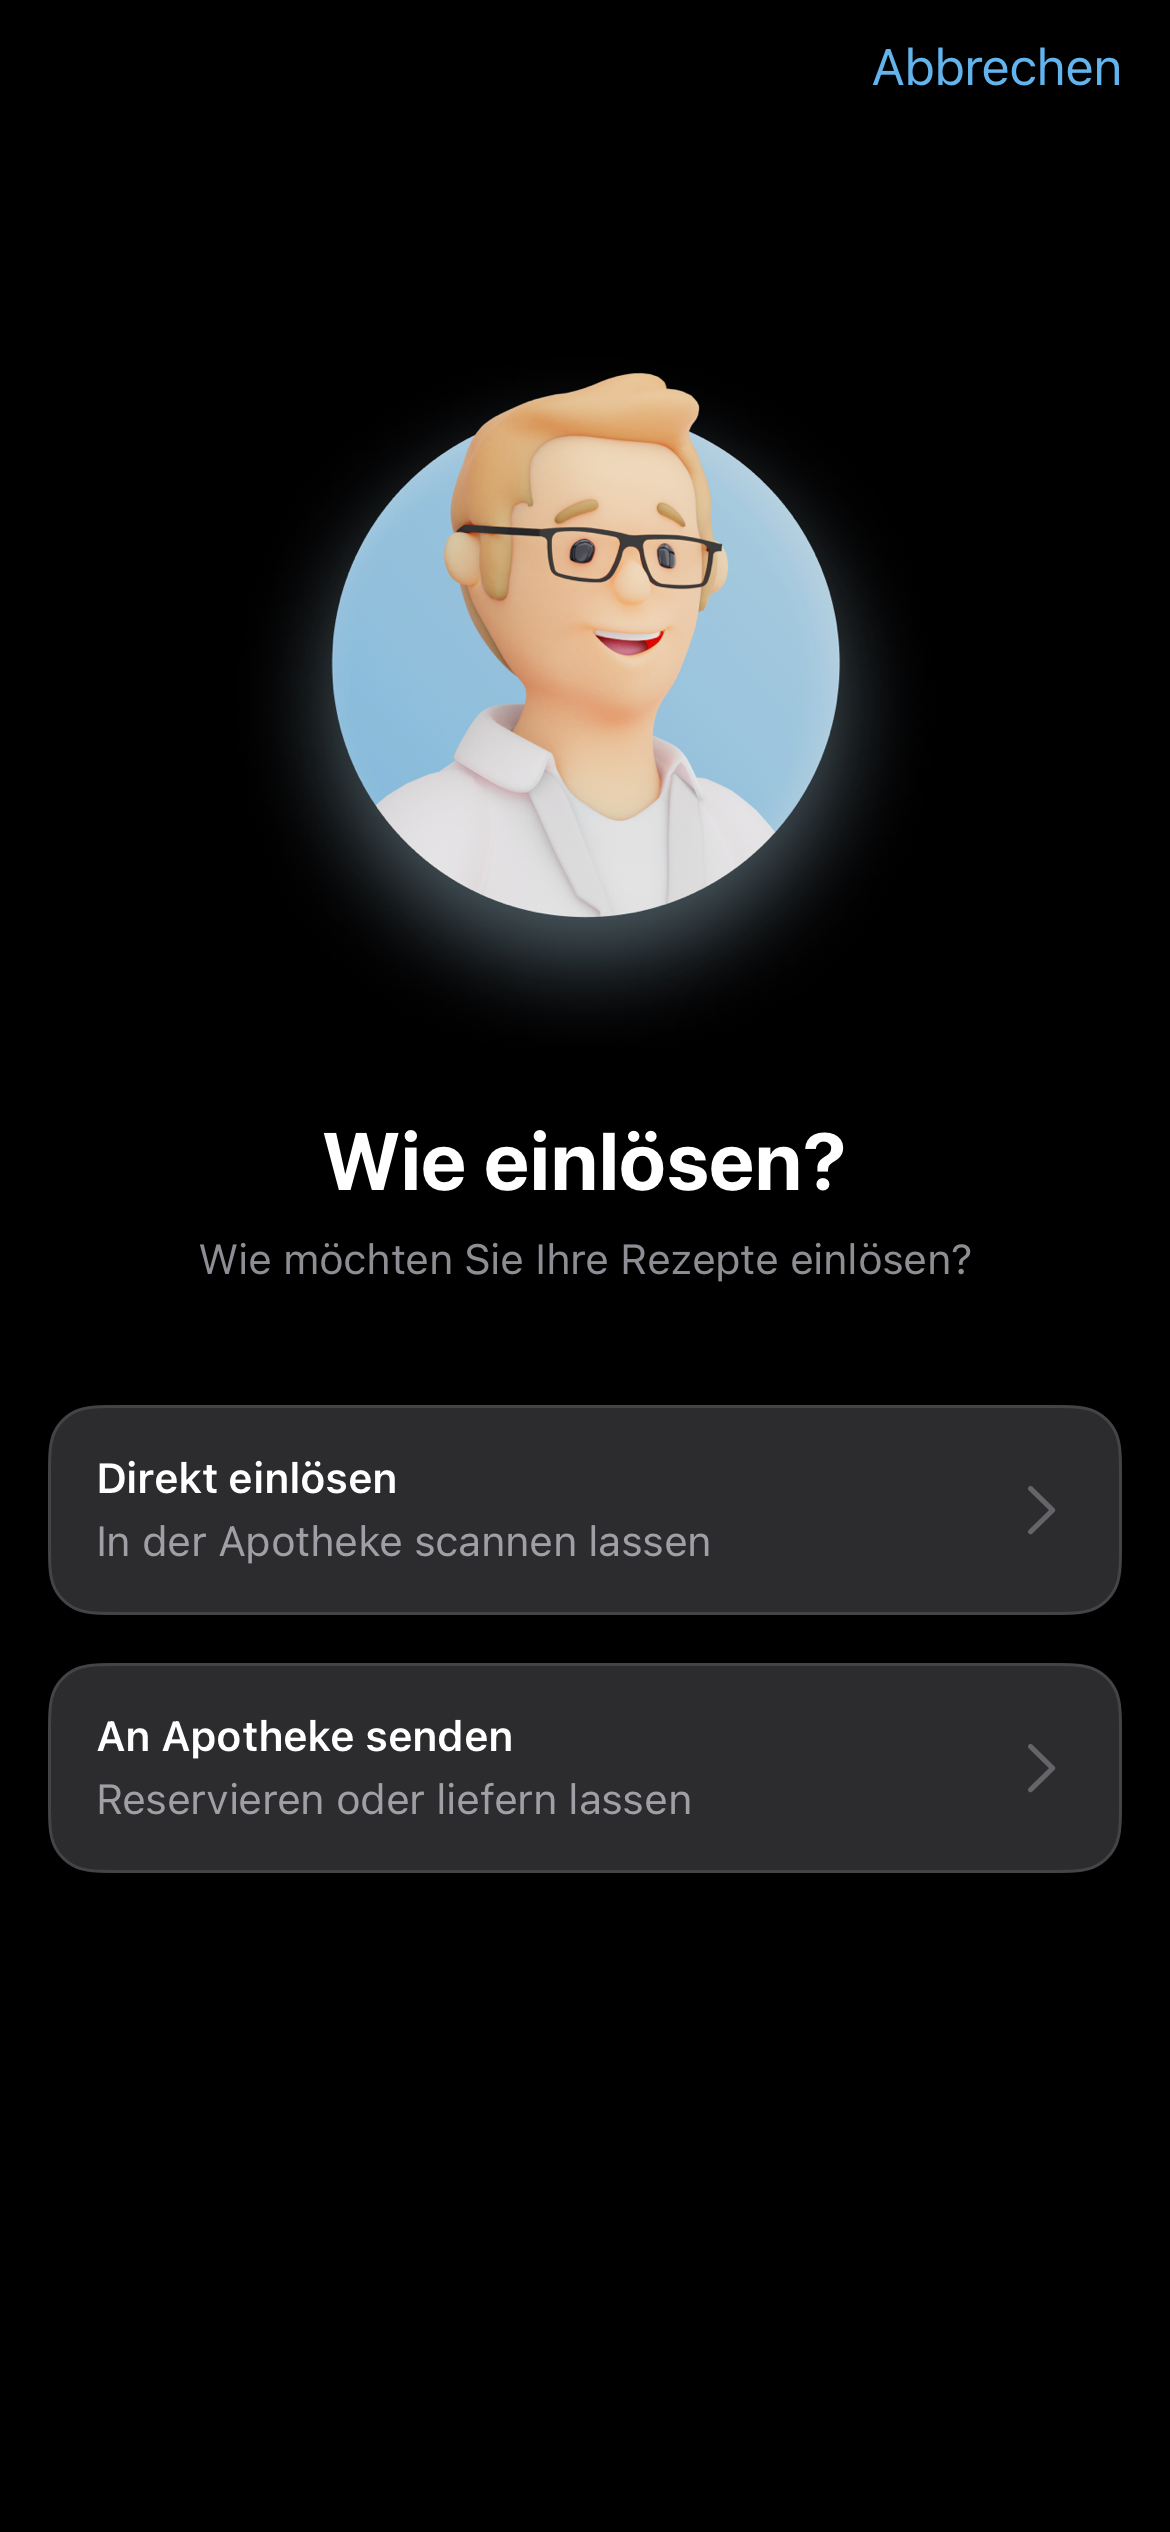 Abbrechen
Wie einlösen?
Wie möchten Sie Ihre Rezepte einlösen?
Direkt einlösen
In der Apotheke scannen lassen
An Apotheke senden
Reservieren oder liefern lassen